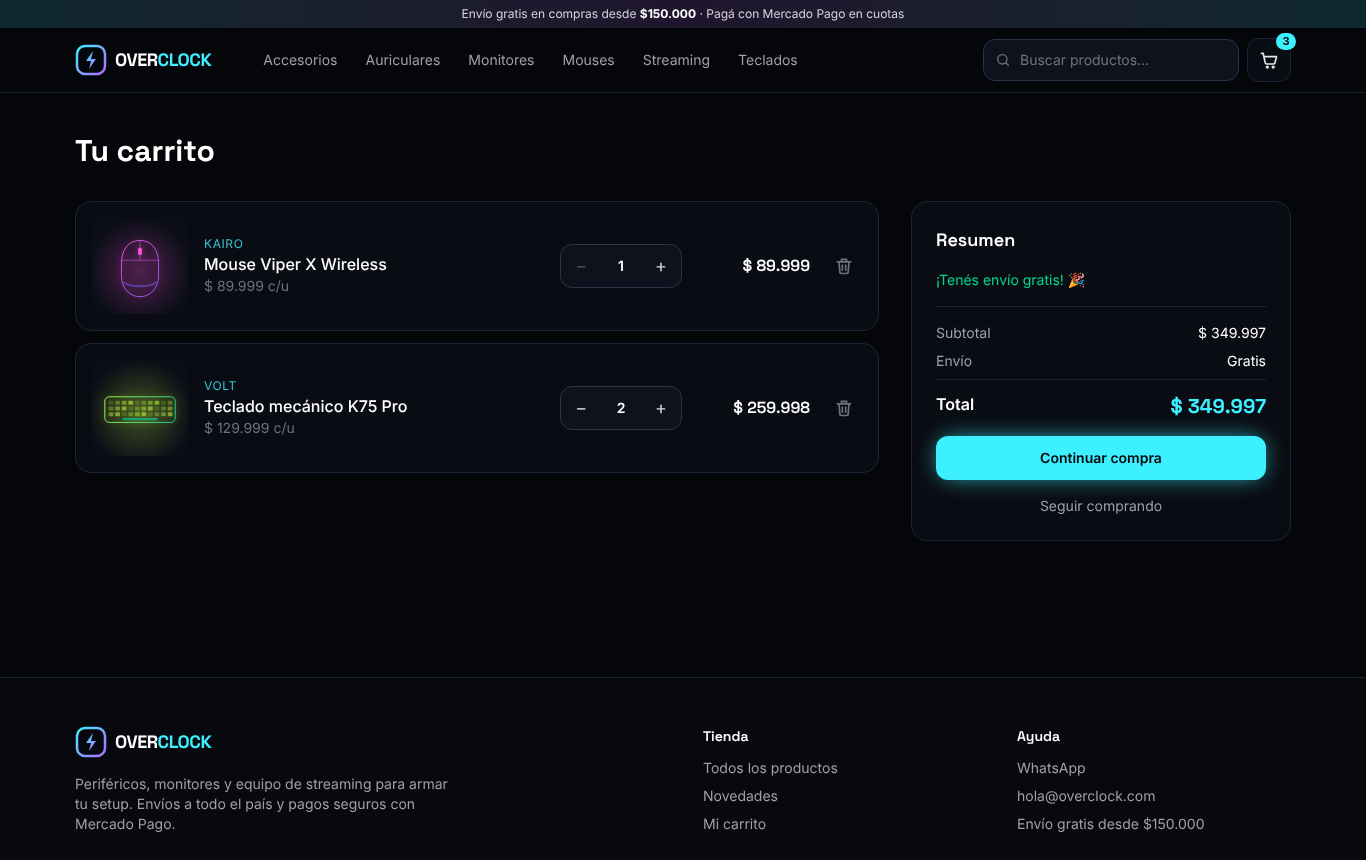 Envío gratis en compras desde $150.000 · Pagá con Mercado Pago en cuotas
OVERCLOCK
Accesorios Auriculares Monitores Mouses Streaming Teclados
Buscar productos...
3
Tu carrito
KAIRO
Mouse Viper X Wireless
$ 89.999 c/u
− 1 +
$ 89.999
VOLT
Teclado mecánico K75 Pro
$ 129.999 c/u
− 2 +
$ 259.998
Resumen
¡Tenés envío gratis! 🎉
Subtotal $ 349.997
Envío Gratis
Total $ 349.997
Continuar compra
Seguir comprando
OVERCLOCK
Periféricos, monitores y equipo de streaming para armar
tu setup. Envíos a todo el país y pagos seguros con
Mercado Pago.
Tienda
Todos los productos
Novedades
Mi carrito
Ayuda
WhatsApp
hola@overclock.com
Envío gratis desde $150.000